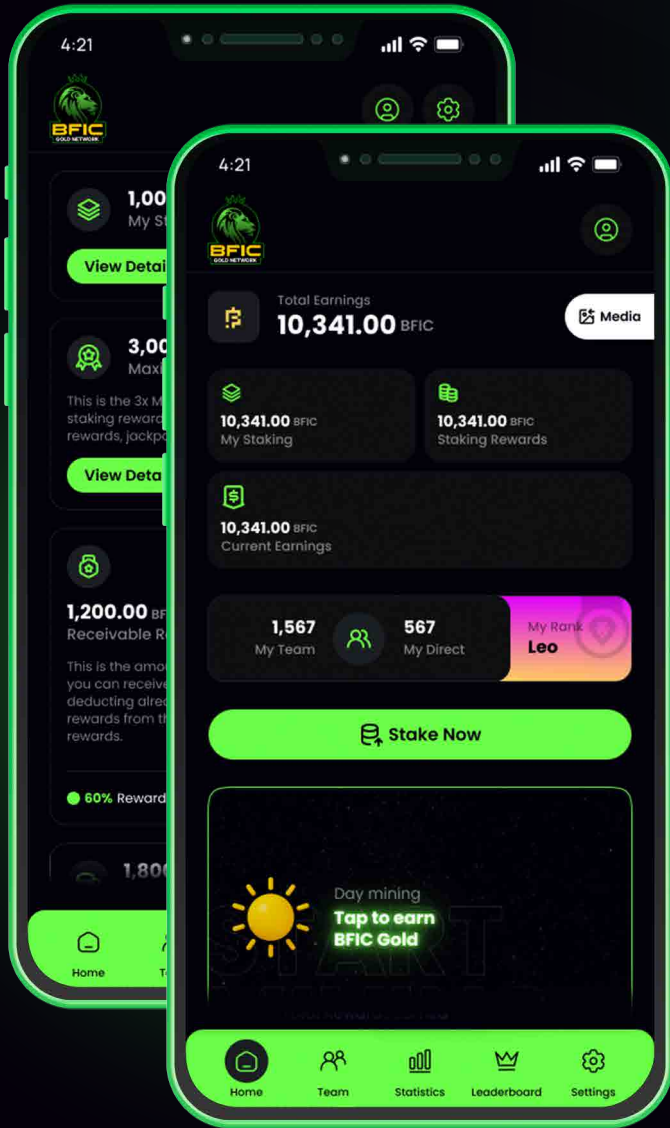 4:21
BFIC
GOLD NETWORK
1,00
My St
View Detai
3,00
Maxi
This is the 3x M
staking reward
rewards, jackpo
View Deta
1,200.00 BF
Receivable R
This is the amou
you can receive
deducting alrea
rewards from th
rewards.
60% Reward
1,800
Home
4:21
BFIC
GOLD NETWORK
Total Earnings
10,341.00 BFIC
Media
10,341.00 BFIC
My Staking
10,341.00 BFIC
Staking Rewards
10,341.00 BFIC
Current Earnings
1,567
My Team
567
My Direct
My Rank
Leo
Stake Now
START
Day mining
Tap to earn
BFIC Gold
Home
Team
Statistics
Leaderboard
Settings